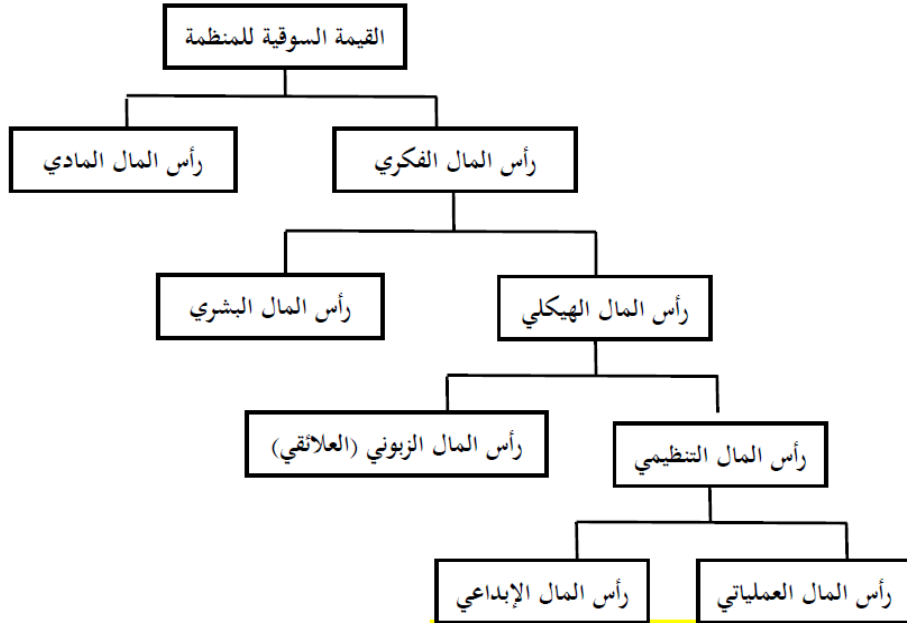 القيمة السوقية للمنظمة
رأس المال الفكري
رأس المال المادي
رأس المال الهيكلي
رأس المال البشري
رأس المال التنظيمي
رأس المال الزبوني (العلائقي)
رأس المال العملياتي
رأس المال الإبداعي